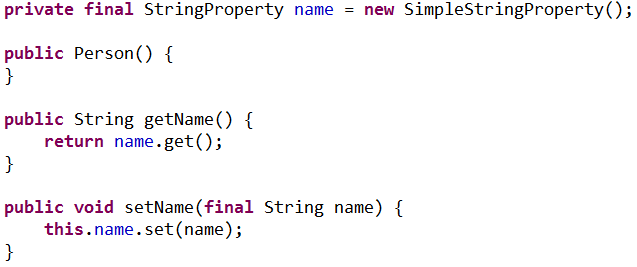 private final StringProperty name = new SimpleStringProperty();
public Person() {
}
public String getName() {
return name.get();
}
public void setName(final String name) {
this.name.set(name);
}